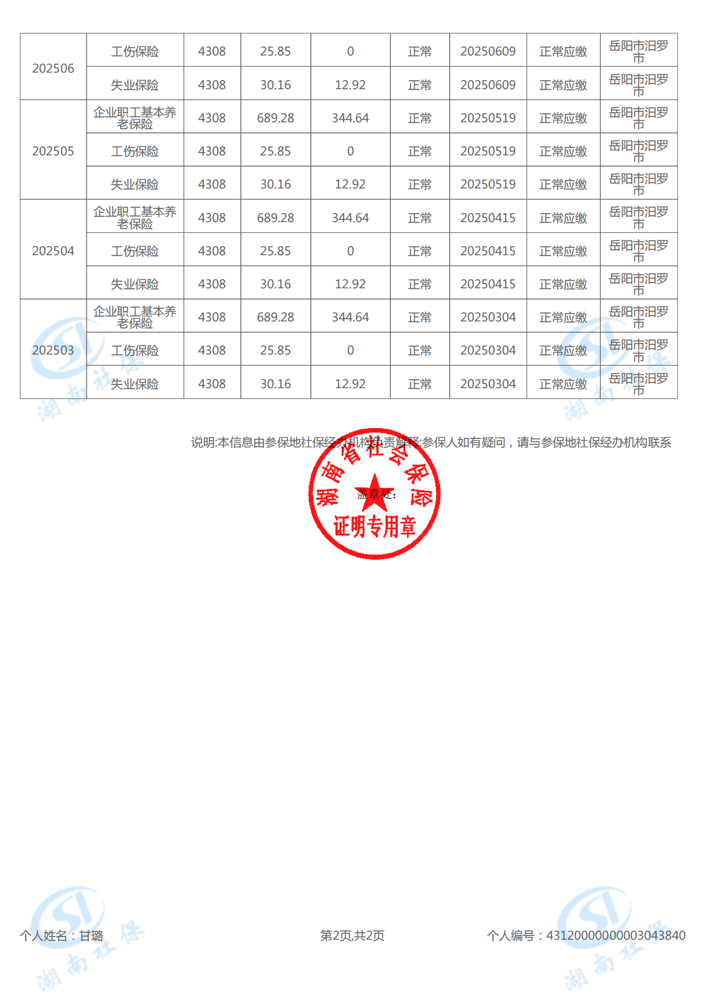 202506 工伤保险 4308 25.85 0 正常 20250609 正常应缴 岳阳市汨罗市
失业保险 4308 30.16 12.92 正常 20250609 正常应缴 岳阳市汨罗市
202505 企业职工基本养老保险 4308 689.28 344.64 正常 20250519 正常应缴 岳阳市汨罗市
工伤保险 4308 25.85 0 正常 20250519 正常应缴 岳阳市汨罗市
失业保险 4308 30.16 12.92 正常 20250519 正常应缴 岳阳市汨罗市
202504 企业职工基本养老保险 4308 689.28 344.64 正常 20250415 正常应缴 岳阳市汨罗市
工伤保险 4308 25.85 0 正常 20250415 正常应缴 岳阳市汨罗市
失业保险 4308 30.16 12.92 正常 20250415 正常应缴 岳阳市汨罗市
202503 企业职工基本养老保险 4308 689.28 344.64 正常 20250304 正常应缴 岳阳市汨罗市
工伤保险 4308 25.85 0 正常 20250304 正常应缴 岳阳市汨罗市
失业保险 4308 30.16 12.92 正常 20250304 正常应缴 岳阳市汨罗市
湖南社保
湖南社保
说明:本信息由参保地社保经办机构负责解释:参保人如有疑问，请与参保地社保经办机构联系
湖南省社会保险
盖章处：
证明专用章
个人姓名：甘璐 第2页,共2页 个人编号：43120000000003043840
湖南社保
湖南社保